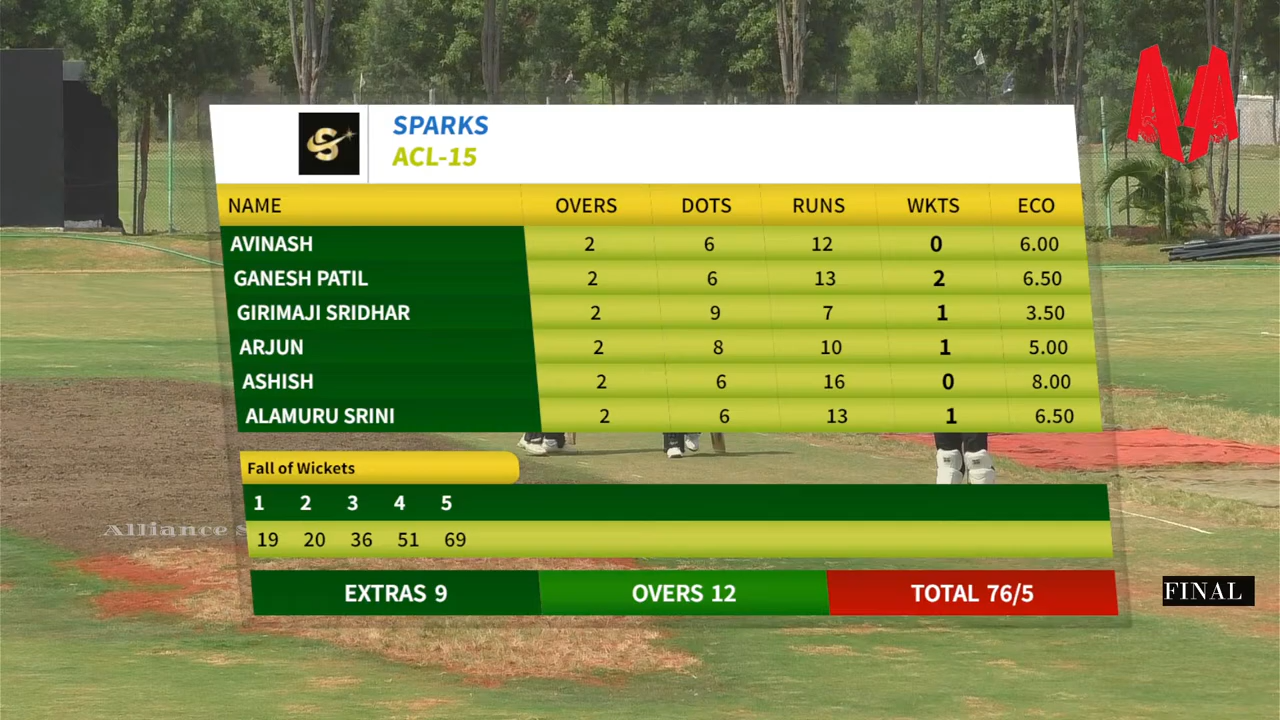 SPARKS
ACL-15
NAME OVERS DOTS RUNS WKTS ECO
AVINASH 2 6 12 0 6.00
GANESH PATIL 2 6 13 2 6.50
GIRIMAJI SRIDHAR 2 9 7 1 3.50
ARJUN 2 8 10 1 5.00
ASHISH 2 6 16 0 8.00
ALAMURU SRINI 2 6 13 1 6.50
Fall of Wickets
1 2 3 4 5
Alliance S
19 20 36 51 69
EXTRAS 9 OVERS 12 TOTAL 76/5
FINAL